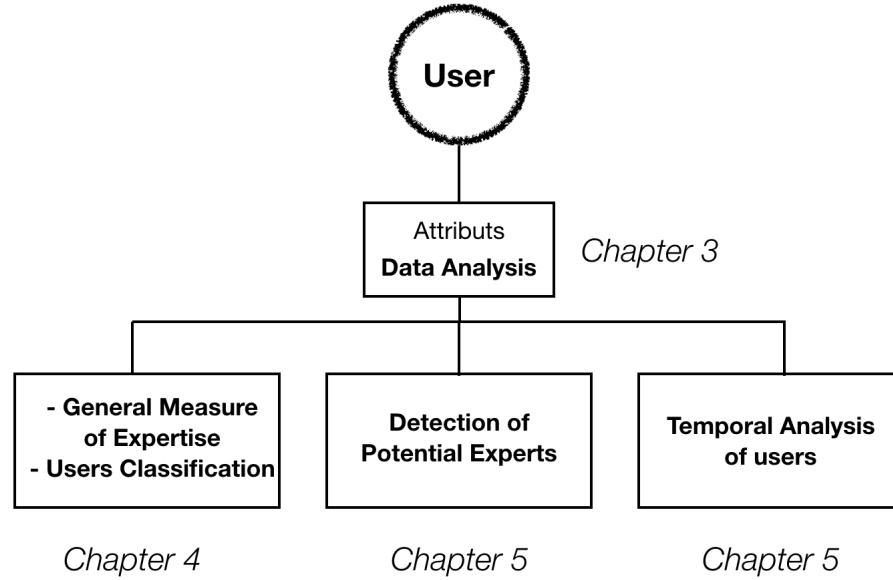 User
Attributs
Data Analysis
Chapter 3
- General Measure
of Expertise
- Users Classification
Detection of
Potential Experts
Temporal Analysis
of users
Chapter 4
Chapter 5
Chapter 5